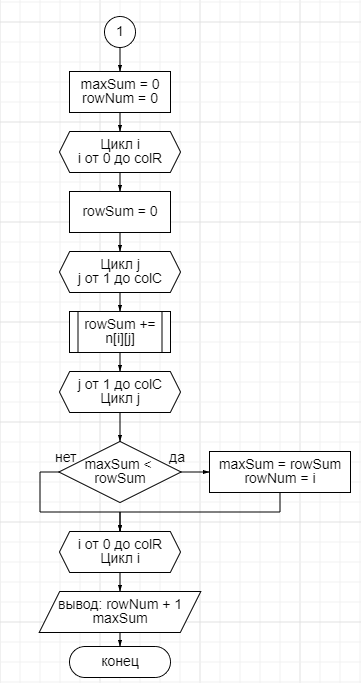 1
maxSum = 0
rowNum = 0
Цикл i
i от 0 до colR
rowSum = 0
Цикл j
j от 1 до colC
rowSum +=
n[i][j]
j от 1 до colC
Цикл j
нет
да
maxSum <
rowSum
maxSum = rowSum
rowNum = i
i от 0 до colR
Цикл i
вывод: rowNum + 1
maxSum
конец